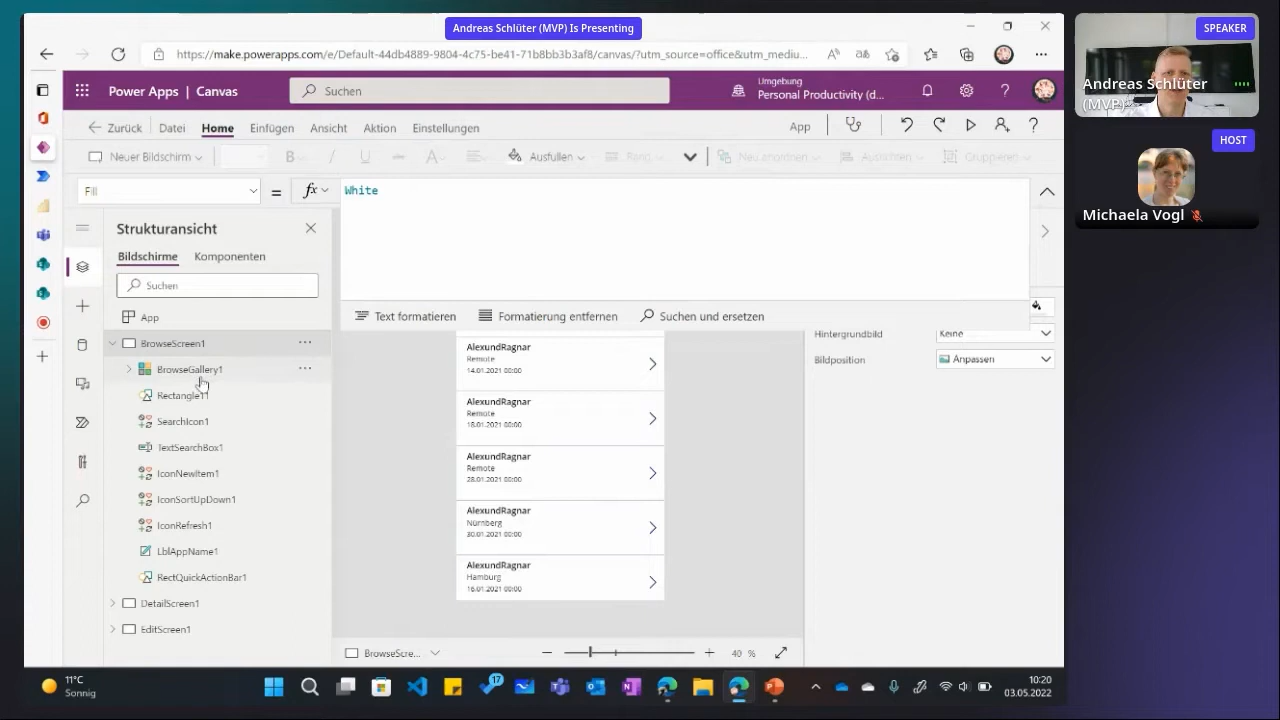 Andreas Schlüter (MVP) Is Presenting
https://make.powerapps.com/e/Default-44db4889-9804-4c75-be41-71b8bb3b3af8/canvas/?utm_source=office&utm_mediu...
Power Apps | Canvas
Suchen
Umgebung
Personal Productivity (d...
Zurück
Datei
Home
Einfügen
Ansicht
Aktion
Einstellungen
App
Neuer Bildschirm
Ausfüllen
Rand
Neu anordnen
Ausrichten
Gruppieren
Fill
=
fx
White
Strukturansicht
Bildschirme
Komponenten
Suchen
App
BrowseScreen1
BrowseGallery1
Rectangle11
SearchIcon1
TextSearchBox1
IconNewItem1
IconSortUpDown1
IconRefresh1
LblAppName1
RectQuickActionBar1
DetailScreen1
EditScreen1
Text formatieren
Formatierung entfernen
Suchen und ersetzen
AlexundRagnar
Remote
14.01.2021 00:00
AlexundRagnar
Remote
18.01.2021 00:00
AlexundRagnar
Remote
28.01.2021 00:00
AlexundRagnar
Nürnberg
30.01.2021 00:00
AlexundRagnar
Hamburg
16.01.2021 00:00
Hintergrundbild
Keine
Bildposition
Anpassen
BrowseScre...
40 %
SPEAKER
Andreas Schlüter
(MVP)
HOST
Michaela Vogl
11°C
Sonnig
17
10:20
03.05.2022